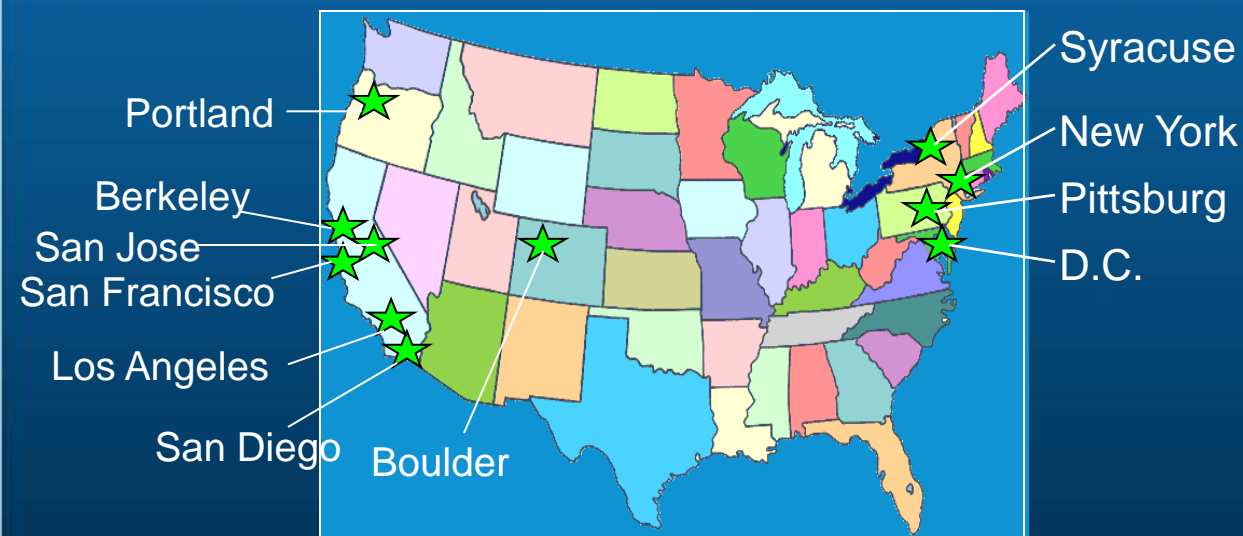 Portland
Berkeley
San Jose
San Francisco
Los Angeles
San Diego
Boulder
Syracuse
New York
Pittsburg
D.C.